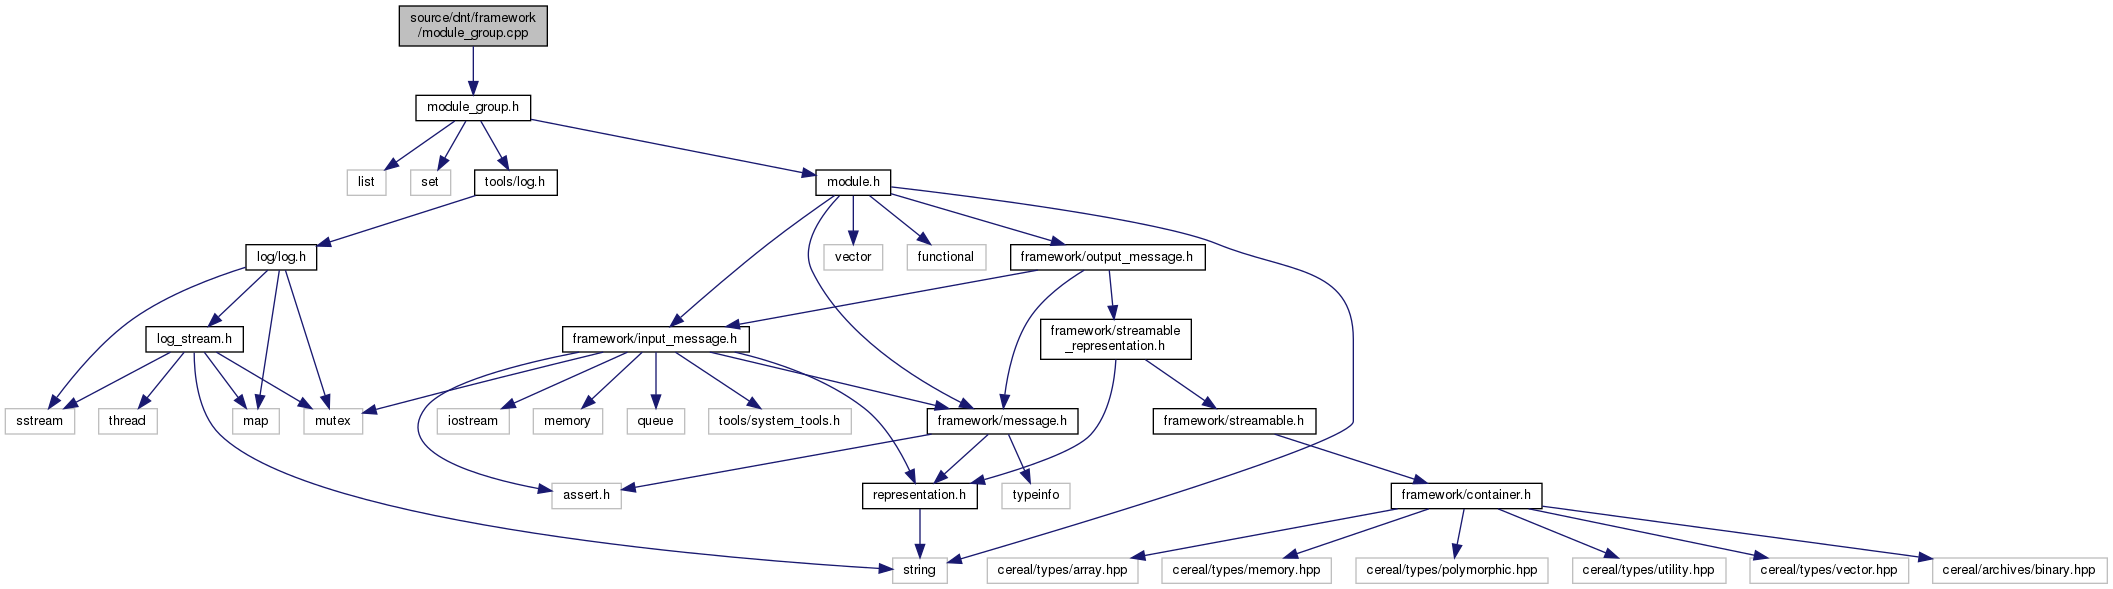 source/dnt/framework
/module_group.cpp
module_group.h
list
set
tools/log.h
module.h
log/log.h
vector
functional
framework/output_message.h
log_stream.h
framework/input_message.h
framework/streamable
_representation.h
sstream
thread
map
mutex
iostream
memory
queue
tools/system_tools.h
framework/message.h
framework/streamable.h
assert.h
representation.h
typeinfo
framework/container.h
string
cereal/types/array.hpp
cereal/types/memory.hpp
cereal/types/polymorphic.hpp
cereal/types/utility.hpp
cereal/types/vector.hpp
cereal/archives/binary.hpp